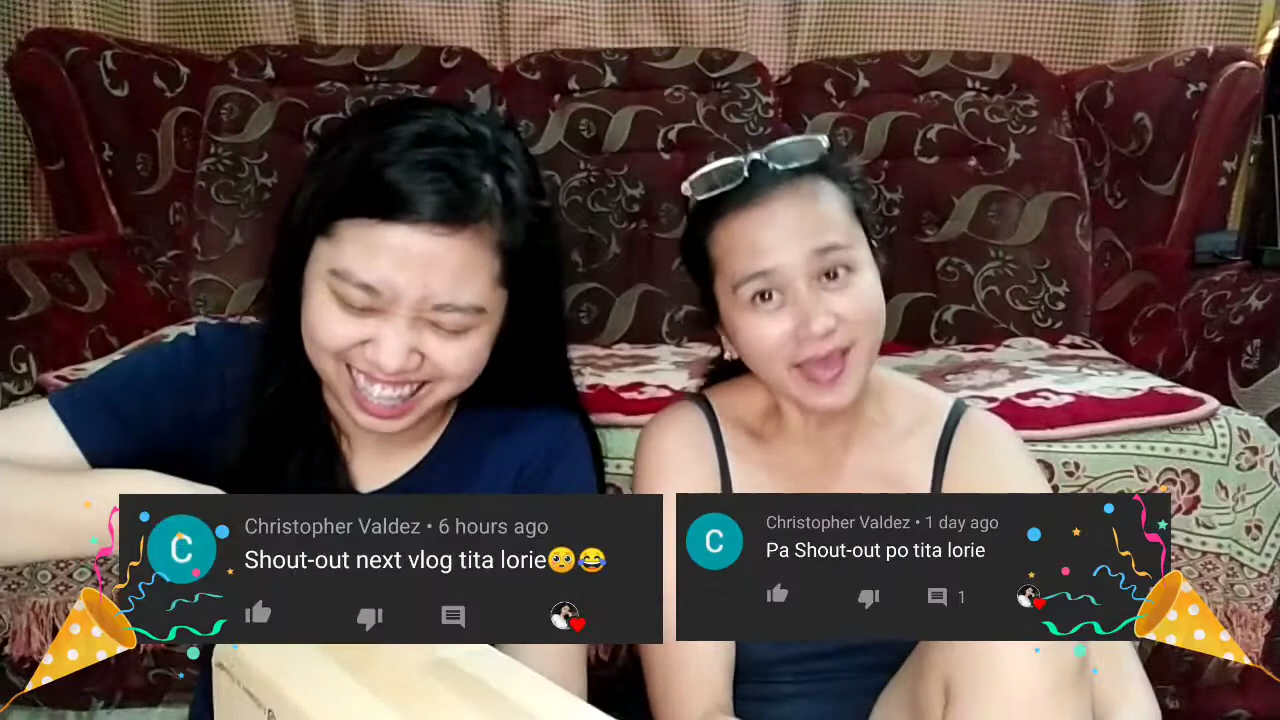 C
Christopher Valdez • 6 hours ago
Shout-out next vlog tita lorie🥺😂
C
Christopher Valdez • 1 day ago
Pa Shout-out po tita lorie
1